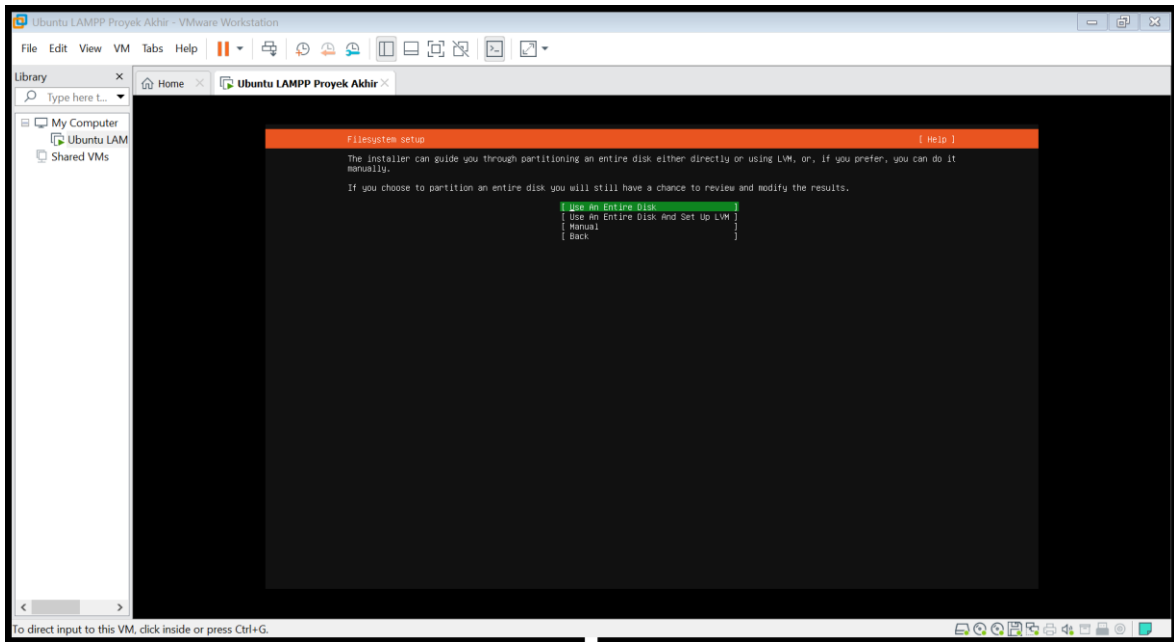 Ubuntu LAMPP Proyek Akhir - VMware Workstation
File Edit View VM Tabs Help
Library
Type here t...
My Computer
Ubuntu LAM
Shared VMs
Home
Ubuntu LAMPP Proyek Akhir
Filesystem setup [ Help ]
The installer can guide you through partitioning an entire disk either directly or using LVM, or, if you prefer, you can do it
manually.
If you choose to partition an entire disk you will still have a chance to review and modify the results.
[ Use An Entire Disk ]
[ Use An Entire Disk And Set Up LVM ]
[ Manual ]
[ Back ]
To direct input to this VM, click inside or press Ctrl+G.